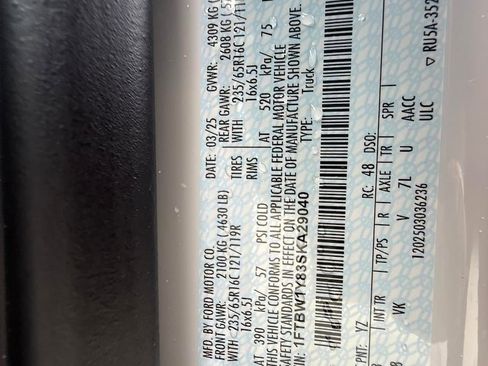 BY FORD MOTOR CO.
DATE: 03/25 GVWR: 4309 KG (
FRONT GAWR: 2100 KG ( 4630 LB)
REAR GAWR: 2608 KG ( 5
WITH 235/65R16C 121/119R TIRES WITH 235/65R16C 121/11
16x6.5J RIMS 16x6.5J
AT 390 kPa/ 57 PSI COLD AT 520 kPa/ 75 P
THIS VEHICLE CONFORMS TO ALL APPLICABLE FEDERAL MOTOR VEHICLE
SAFETY STANDARDS IN EFFECT ON THE DATE OF MANUFACTURE SHOWN ABOVE.
VIN: 1FTBW1Y83SKA29040 TYPE: Truck
PNT: YZ RC: 48 DSO:
INT TR TP/PS R AXLE TR SPR
VK V 7L U AACC
1202503036236 ULC
▽ RU5A-352